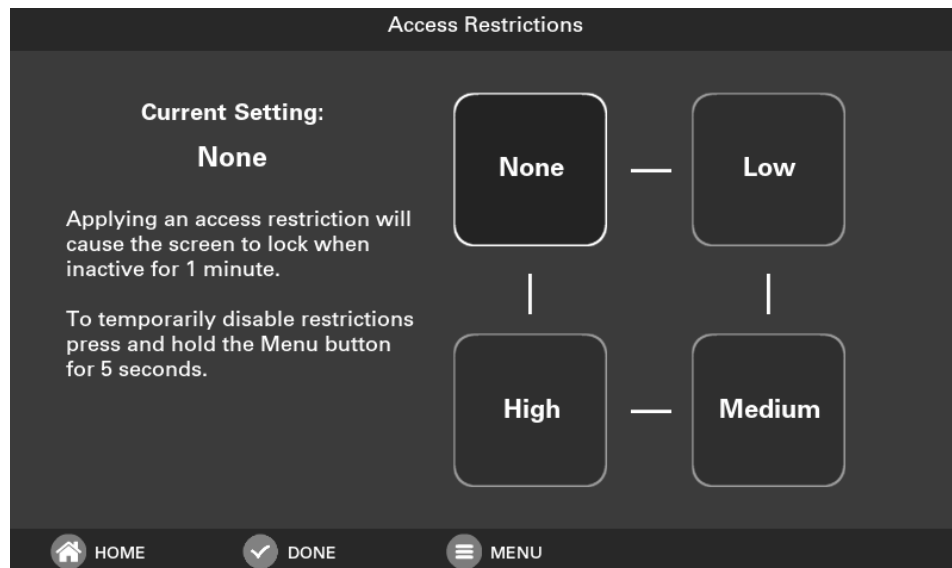 Access Restrictions
Current Setting:
None
Applying an access restriction will
cause the screen to lock when
inactive for 1 minute.
To temporarily disable restrictions
press and hold the Menu button
for 5 seconds.
None
Low
High
Medium
HOME
DONE
MENU